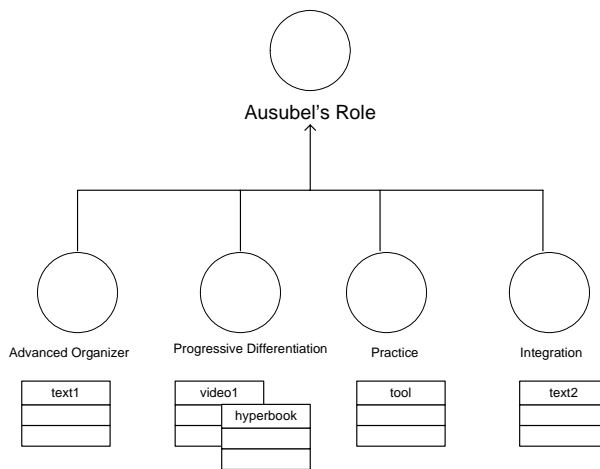 Ausubel's Role
Advanced Organizer
Progressive Differentiation
Practice
Integration
text1
video1
hyperbook
tool
text2